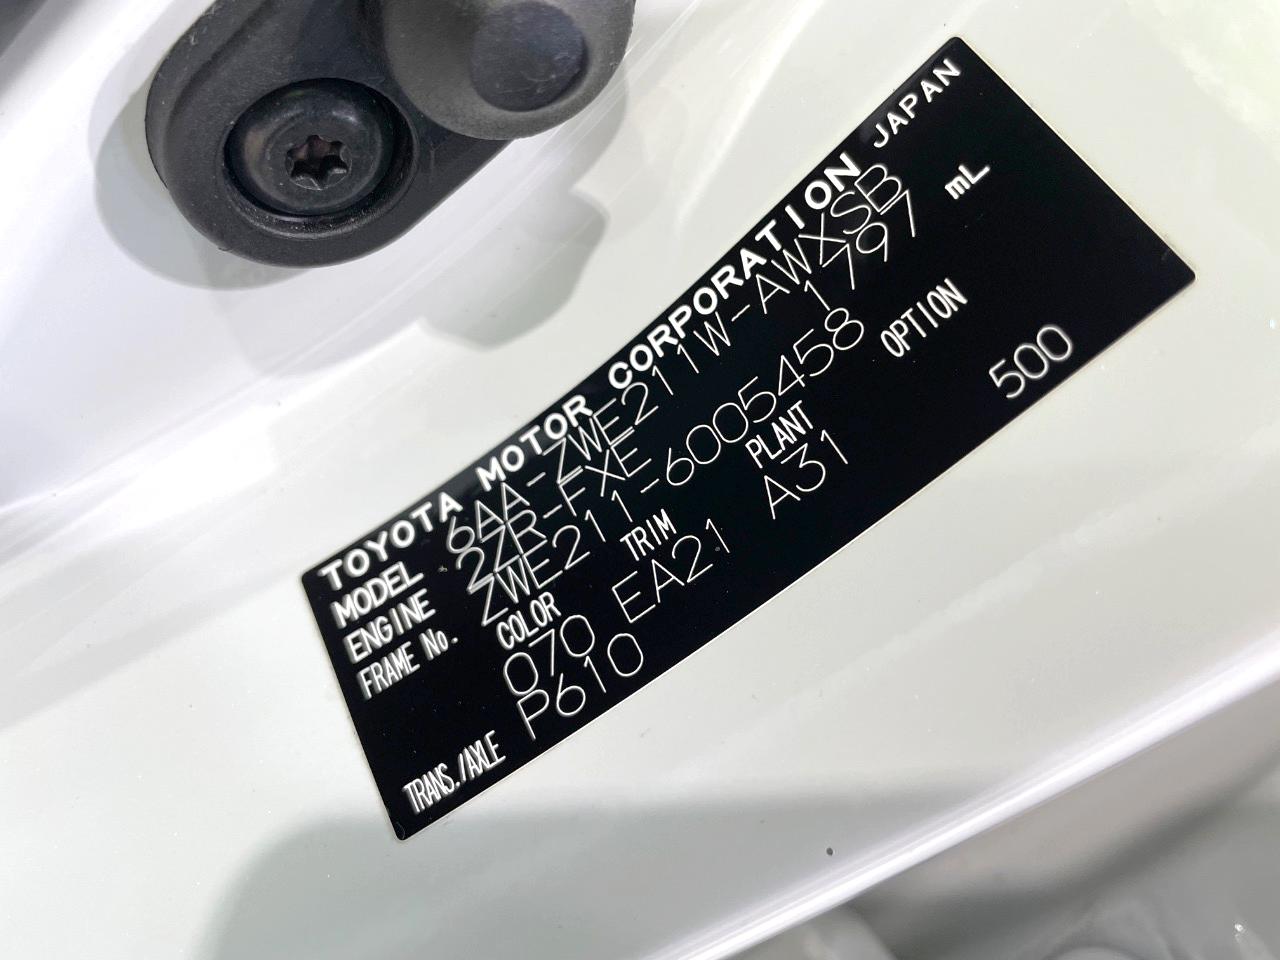 TOYOTA MOTOR CORPORATION JAPAN
MODEL 6AA-ZWE211W-AWXSB
ENGINE 2ZR-FXE 1797 mL
FRAME No. ZWE211-6005458
COLOR TRIM PLANT OPTION
070 EA21 A31 500
TRANS./AXLE P610